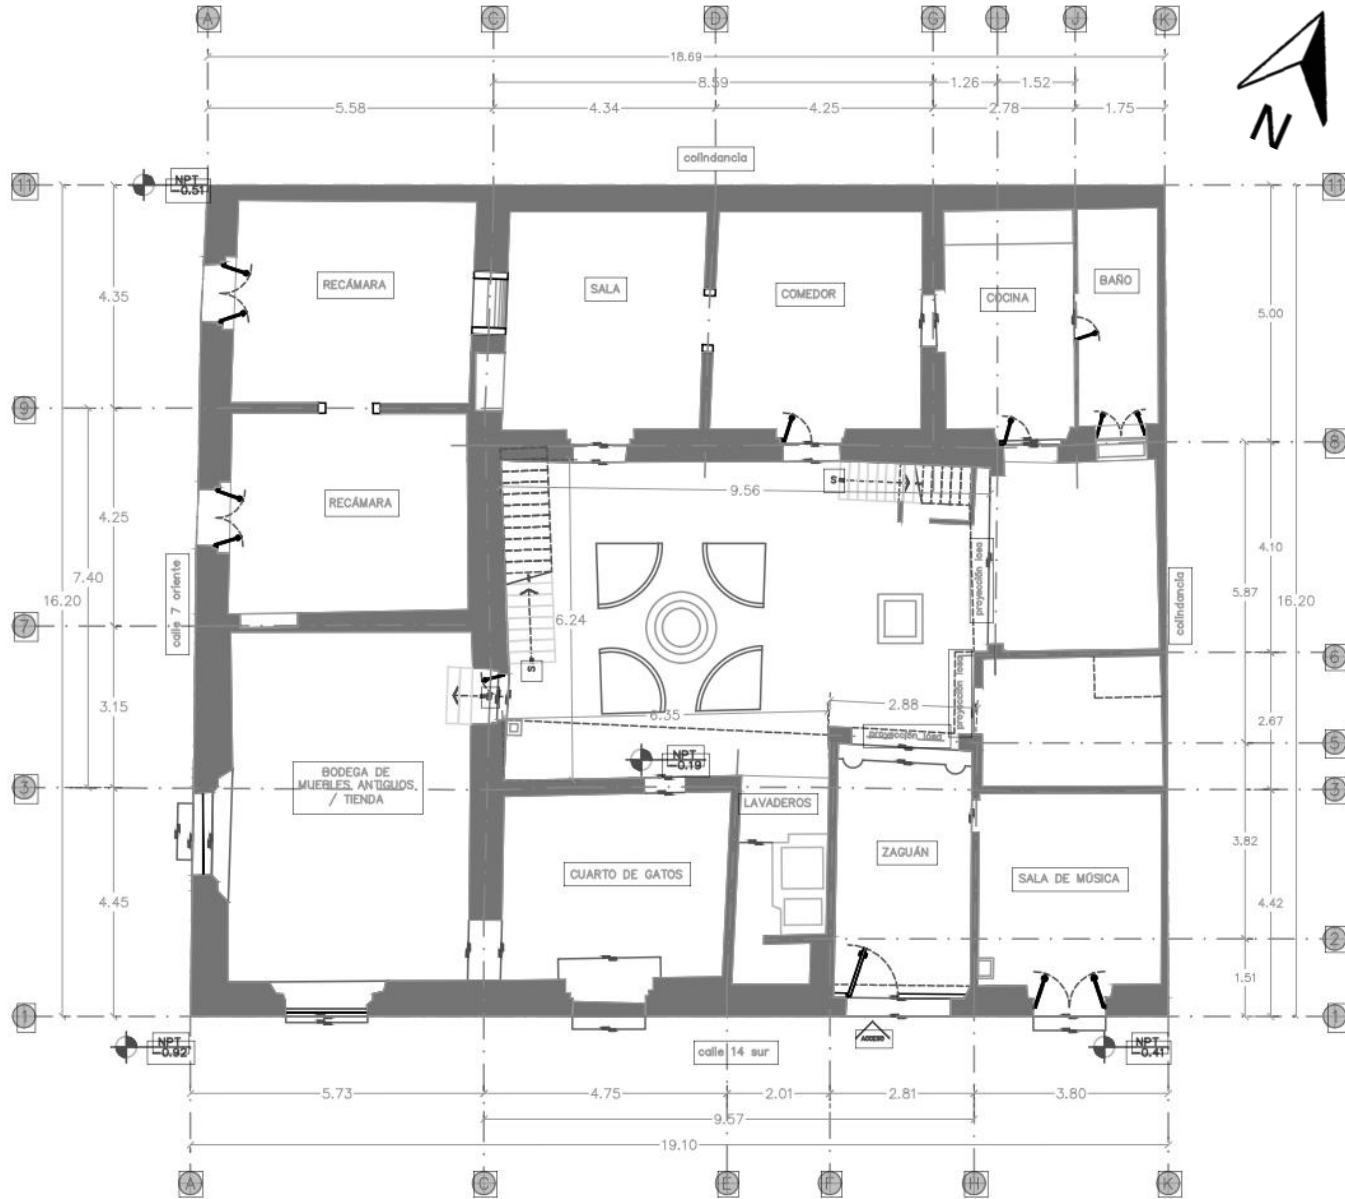 A C D G I J K
18.69
8.59 1.26 1.52
5.58 4.34 4.25 2.78 1.75
N
colindancia
11 NPT -0.51 11
4.35 RECÁMARA SALA COMEDOR COCINA BAÑO 5.00
9 8
S 9.56
4.25 RECÁMARA
7.40 calle 7 oriente proyección losa 4.10
16.20 5.87 16.20
colindancia
7 6.24
S 6
3.15 proyección losa 2.67
6.35 2.88
proyección losa 5
NPT -0.19
BODEGA DE
MUEBLES ANTIGUOS
/ TIENDA
3 3
LAVADEROS
3.82
ZAGUÁN
CUARTO DE GATOS SALA DE MÚSICA
4.45 4.42
2
1.51
1 1
ACCESO
NPT -0.92 calle 14 sur NPT -0.41
5.73 4.75 2.01 2.81 3.80
9.57
19.10
A C E F H K